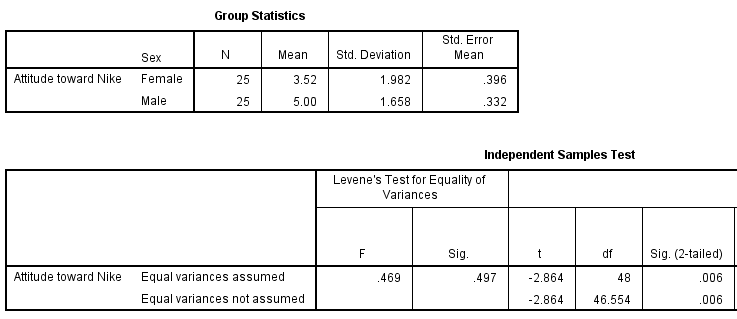 Group Statistics
Sex N Mean Std. Deviation Std. Error Mean
Attitude toward Nike Female 25 3.52 1.982 .396
Male 25 5.00 1.658 .332
Independent Samples Test
Levene's Test for Equality of
Variances
F Sig. t df Sig. (2-tailed)
Attitude toward Nike Equal variances assumed .469 .497 -2.864 48 .006
Equal variances not assumed -2.864 46.554 .006